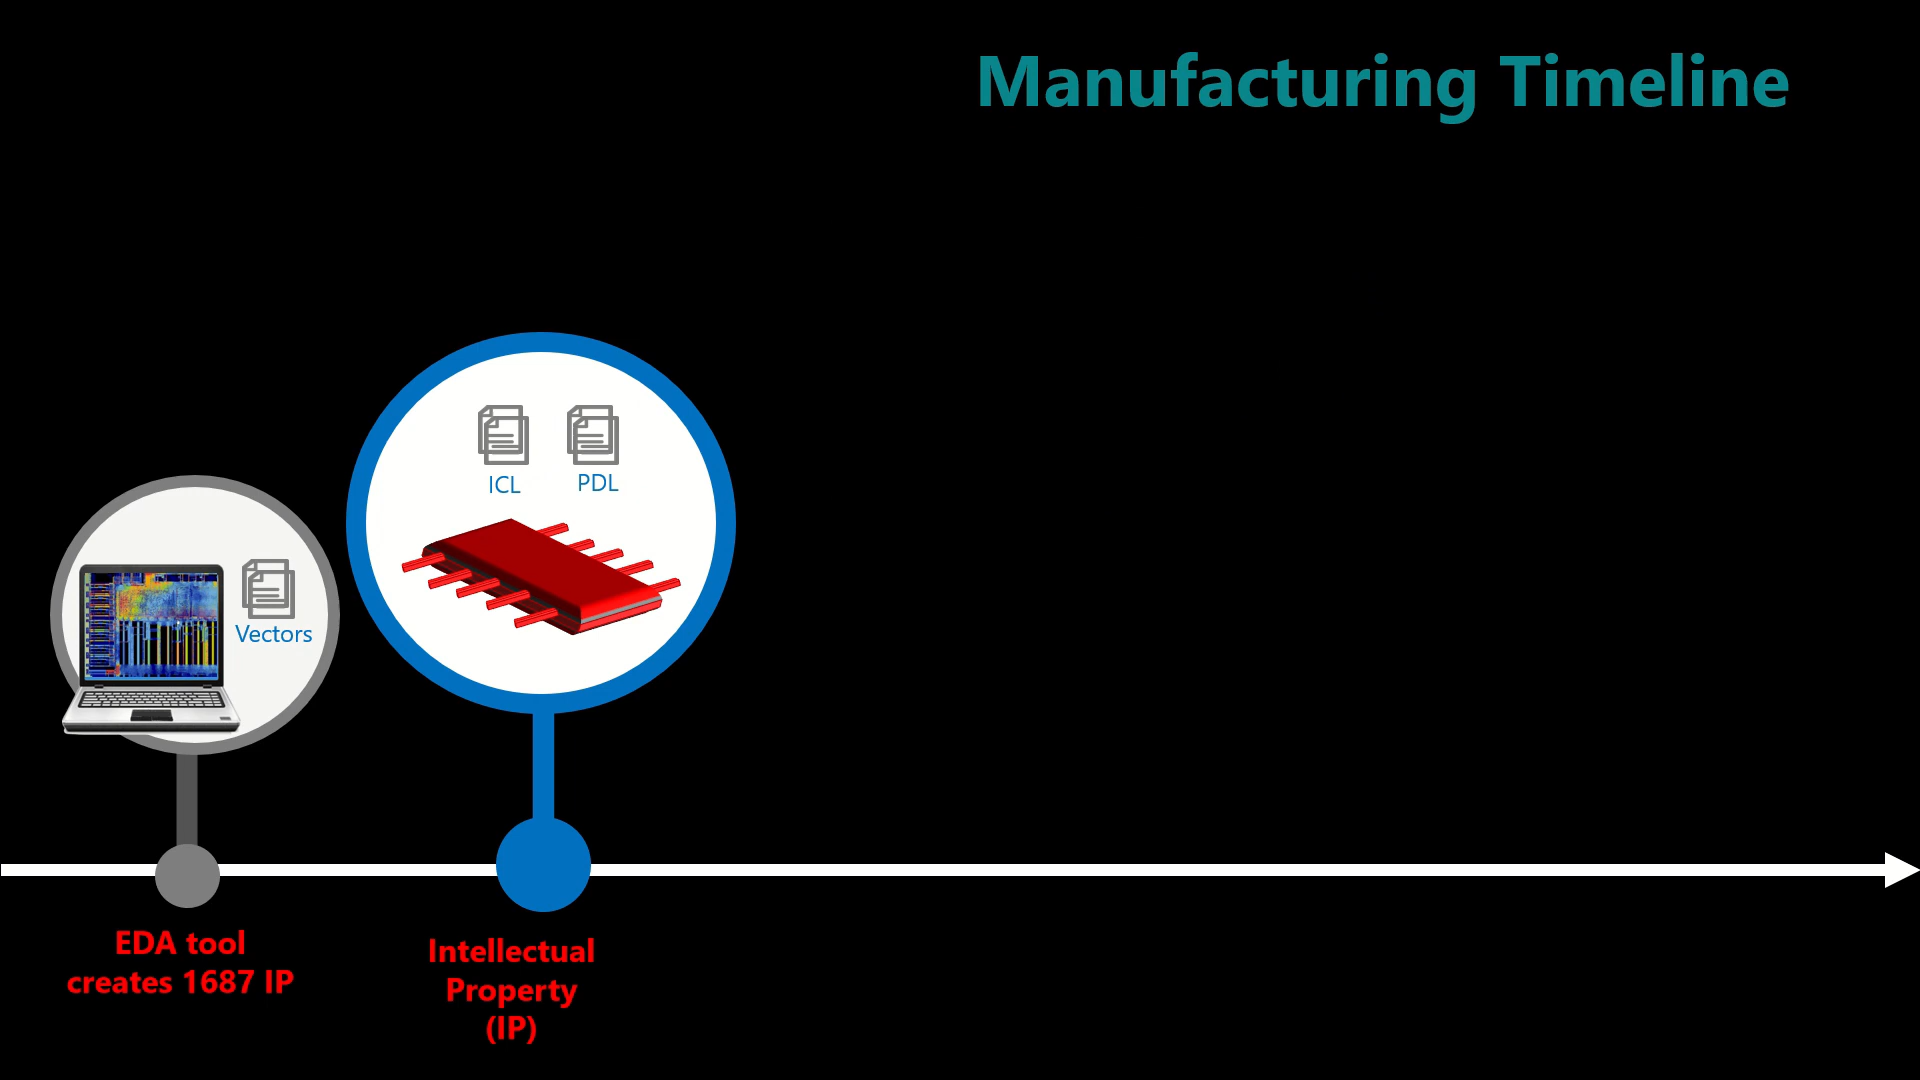 Manufacturing Timeline
ICL
PDL
Vectors
EDA tool
creates 1687 IP
Intellectual
Property
(IP)